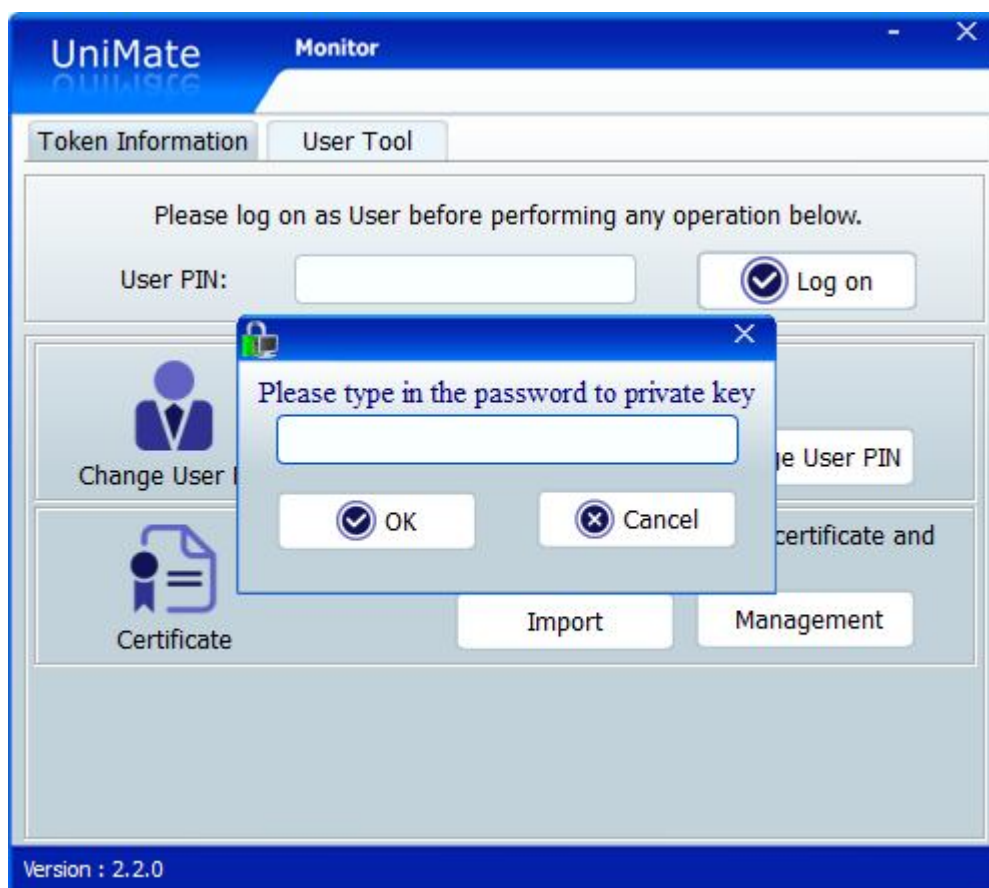 UniMate
Monitor
Token Information
User Tool
Please log on as User before performing any operation below.
User PIN:
Log on
Please type in the password to private key
OK
Cancel
Change User
User PIN
Certificate
certificate and
Import
Management
Version : 2.2.0